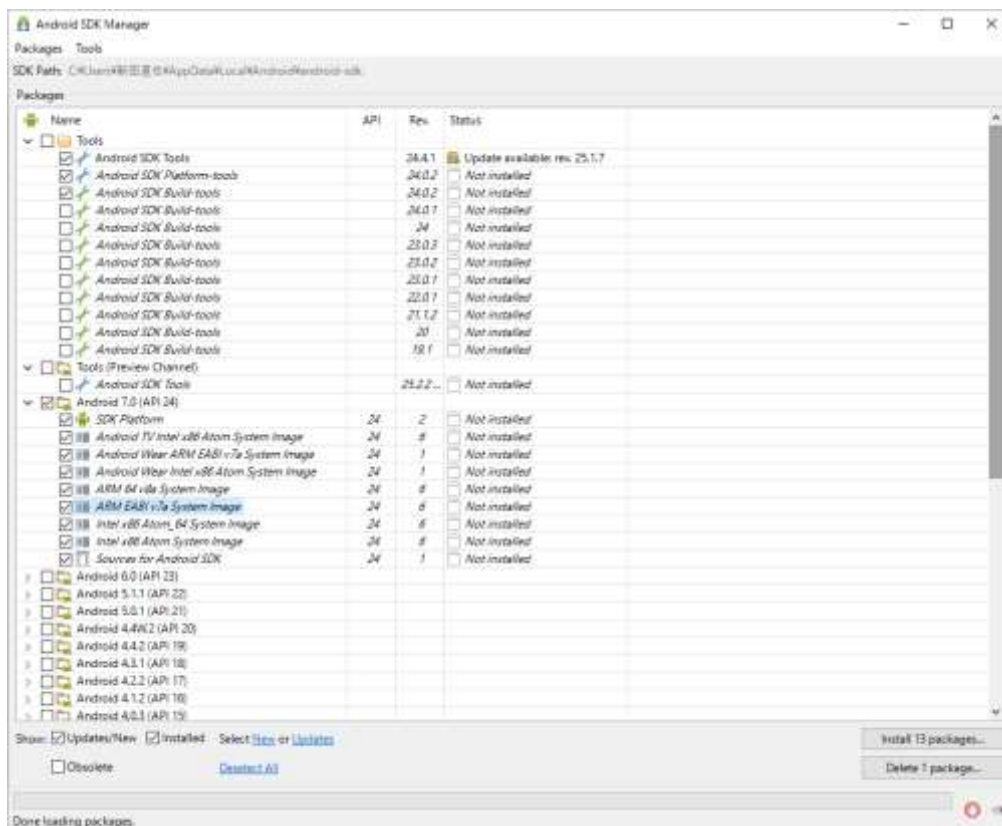 Android SDK Manager
Packages Tools
SDK Path: AppData\Local\Android\android-sdk
Packages
Name API Rev. Status
Tools
Android SDK Tools 24.4.1 Update available: rev. 25.1.7
Android SDK Platform-tools 24.0.2 Not installed
Android SDK Build-tools 24.0.2 Not installed
Android SDK Build-tools 24.0.1 Not installed
Android SDK Build-tools 24 Not installed
Android SDK Build-tools 23.0.3 Not installed
Android SDK Build-tools 23.0.2 Not installed
Android SDK Build-tools Not installed
Android SDK Build-tools 22.0.1 Not installed
Android SDK Build-tools 21.1.2 Not installed
Android SDK Build-tools 20 Not installed
Android SDK Build-tools 19.1 Not installed
Tools (Preview Channel)
Android SDK Tools 25.2.2 ... Not installed
Android 7.0 (API 24)
SDK Platform 24 2 Not installed
Android TV Intel x86 Atom System Image 24 Not installed
Android Wear ARM EABI v7a System Image 24 1 Not installed
Android Wear Intel x86 Atom System Image 24 1 Not installed
ARM 64 v8a System Image 24 Not installed
ARM EABI v7a System Image 24 Not installed
Intel x86 Atom_64 System Image 24 Not installed
Intel x86 Atom System Image 24 Not installed
Sources for Android SDK 24 1 Not installed
Android 6.0 (API 23)
Android 5.1.1 (API 22)
Android 5.0.1 (API 21)
Android 4.4W.2 (API 20)
Android 4.4.2 (API 19)
Android 4.3.1 (API 18)
Android 4.2.2 (API 17)
Android 4.1.2 (API 16)
Android 4.0.3 (API 15)
Show: Updates/New Installed Select New or Updates Install 13 packages...
Obsolete Deselect All Delete 1 package...
Done loading packages.